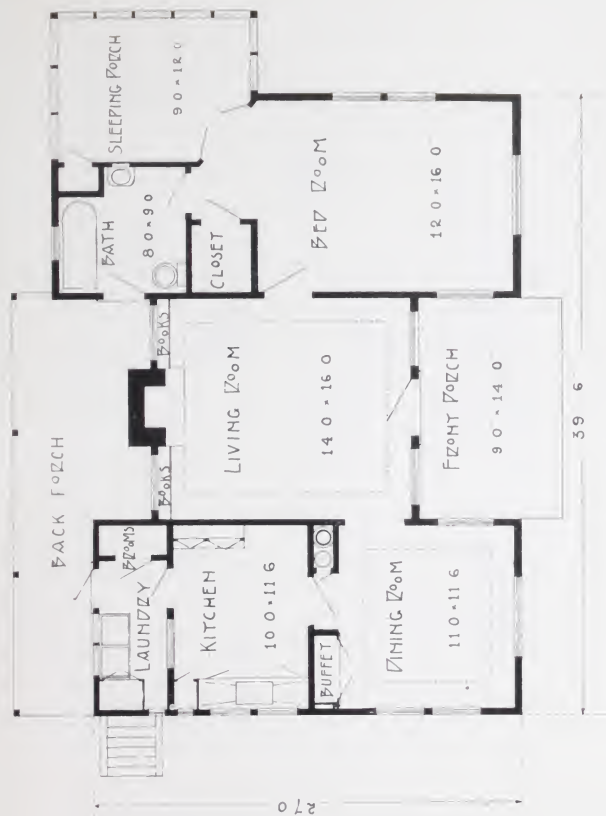 SLEEPING PORCH
9 0 × 12 0
BATH
8 0 × 9 0
CLOSET
BED ROOM
12 0 × 16 0
BACK PORCH
BOOKS
BOOKS
LIVING ROOM
14 0 × 16 0
FRONT PORCH
9 0 × 14 0
BROOMS
LAUNDRY
KITCHEN
10 0 × 11 6
BUFFET
DINING ROOM
11 0 × 11 6
39 6
27 0